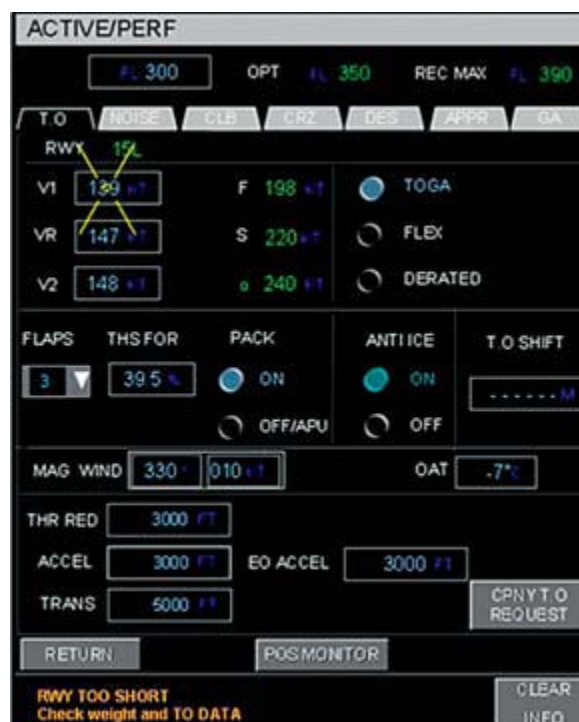 ACTIVE/PERF
FL 300 OPT FL 350 REC MAX FL 390
T.O NOISE CLB CRZ DES APPR GA
RWY 15L
V1 139 KT F 198 KT TOGA
VR 147 KT S 220 KT FLEX
V2 148 KT o 240 KT DERATED
FLAPS THS FOR PACK ANTI ICE T.O SHIFT
3 39.5 % ON ON ------ M
OFF/APU OFF
MAG WIND 330 ° 010 KT OAT -7°C
THR RED 3000 FT
ACCEL 3000 FT EO ACCEL 3000 FT
TRANS 5000 FT
CPNY T.O
REQUEST
RETURN POS MONITOR
RWY TOO SHORT
Check weight and TO DATA
CLEAR
INFO